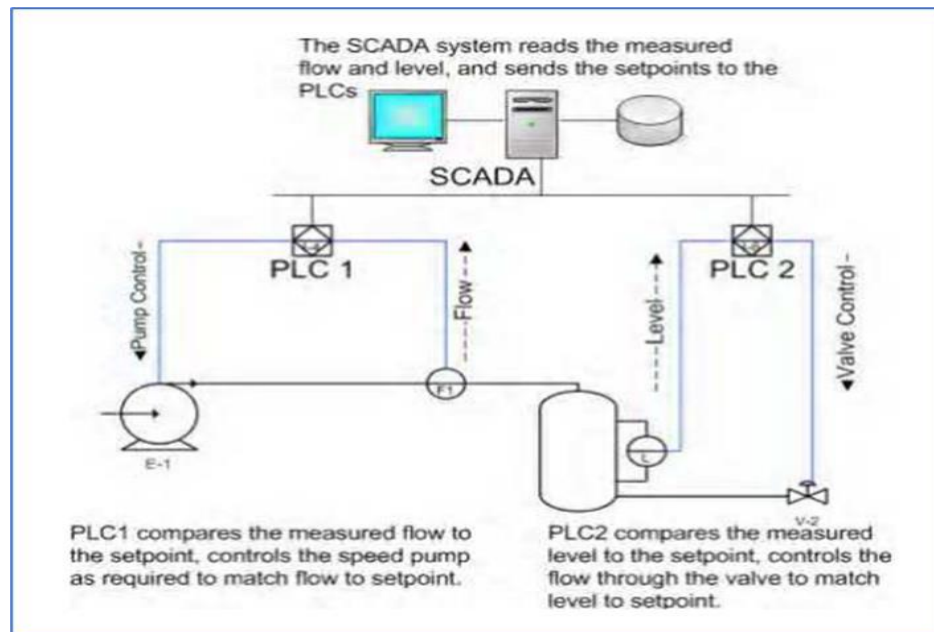 The SCADA system reads the measured
flow and level, and sends the setpoints to the
PLCs
SCADA
PLC 1
PLC 2
Pump Control
Flow
Level
Valve Control
F1
E-1
L
V-2
PLC1 compares the measured flow to
the setpoint, controls the speed pump
as required to match flow to setpoint.
PLC2 compares the measured
level to the setpoint, controls the
flow through the valve to match
level to setpoint.